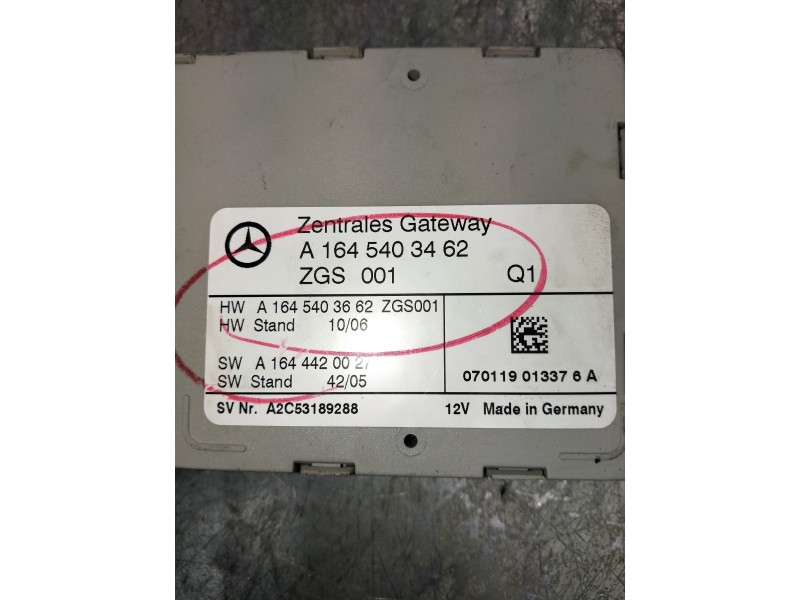 Zentrales Gateway
A 164 540 34 62
ZGS 001 Q1
HW A 164 540 36 62 ZGS001
HW Stand 10/06
SW A 164 442 00 27
SW Stand 42/05
070119 01337 6 A
SV Nr. A2C53189288 12V Made in Germany